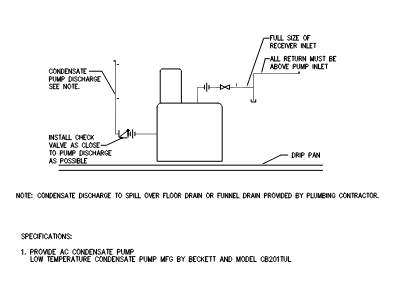 FULL SIZE OF
RECEIVER INLET
ALL RETURN MUST BE
ABOVE PUMP INLET
CONDENSATE
PUMP DISCHARGE
SEE NOTE.
INSTALL CHECK
VALVE AS CLOSE
TO PUMP DISCHARGE
AS POSSIBLE
DRIP PAN
NOTE: CONDENSATE DISCHARGE TO SPILL OVER FLOOR DRAIN OR FUNNEL DRAIN PROVIDED BY PLUMBING CONTRACTOR.
SPECIFICATIONS:
1. PROVIDE AC CONDENSATE PUMP
LOW TEMPERATURE CONDENSATE PUMP MFG BY BECKETT AND MODEL CB201TUL